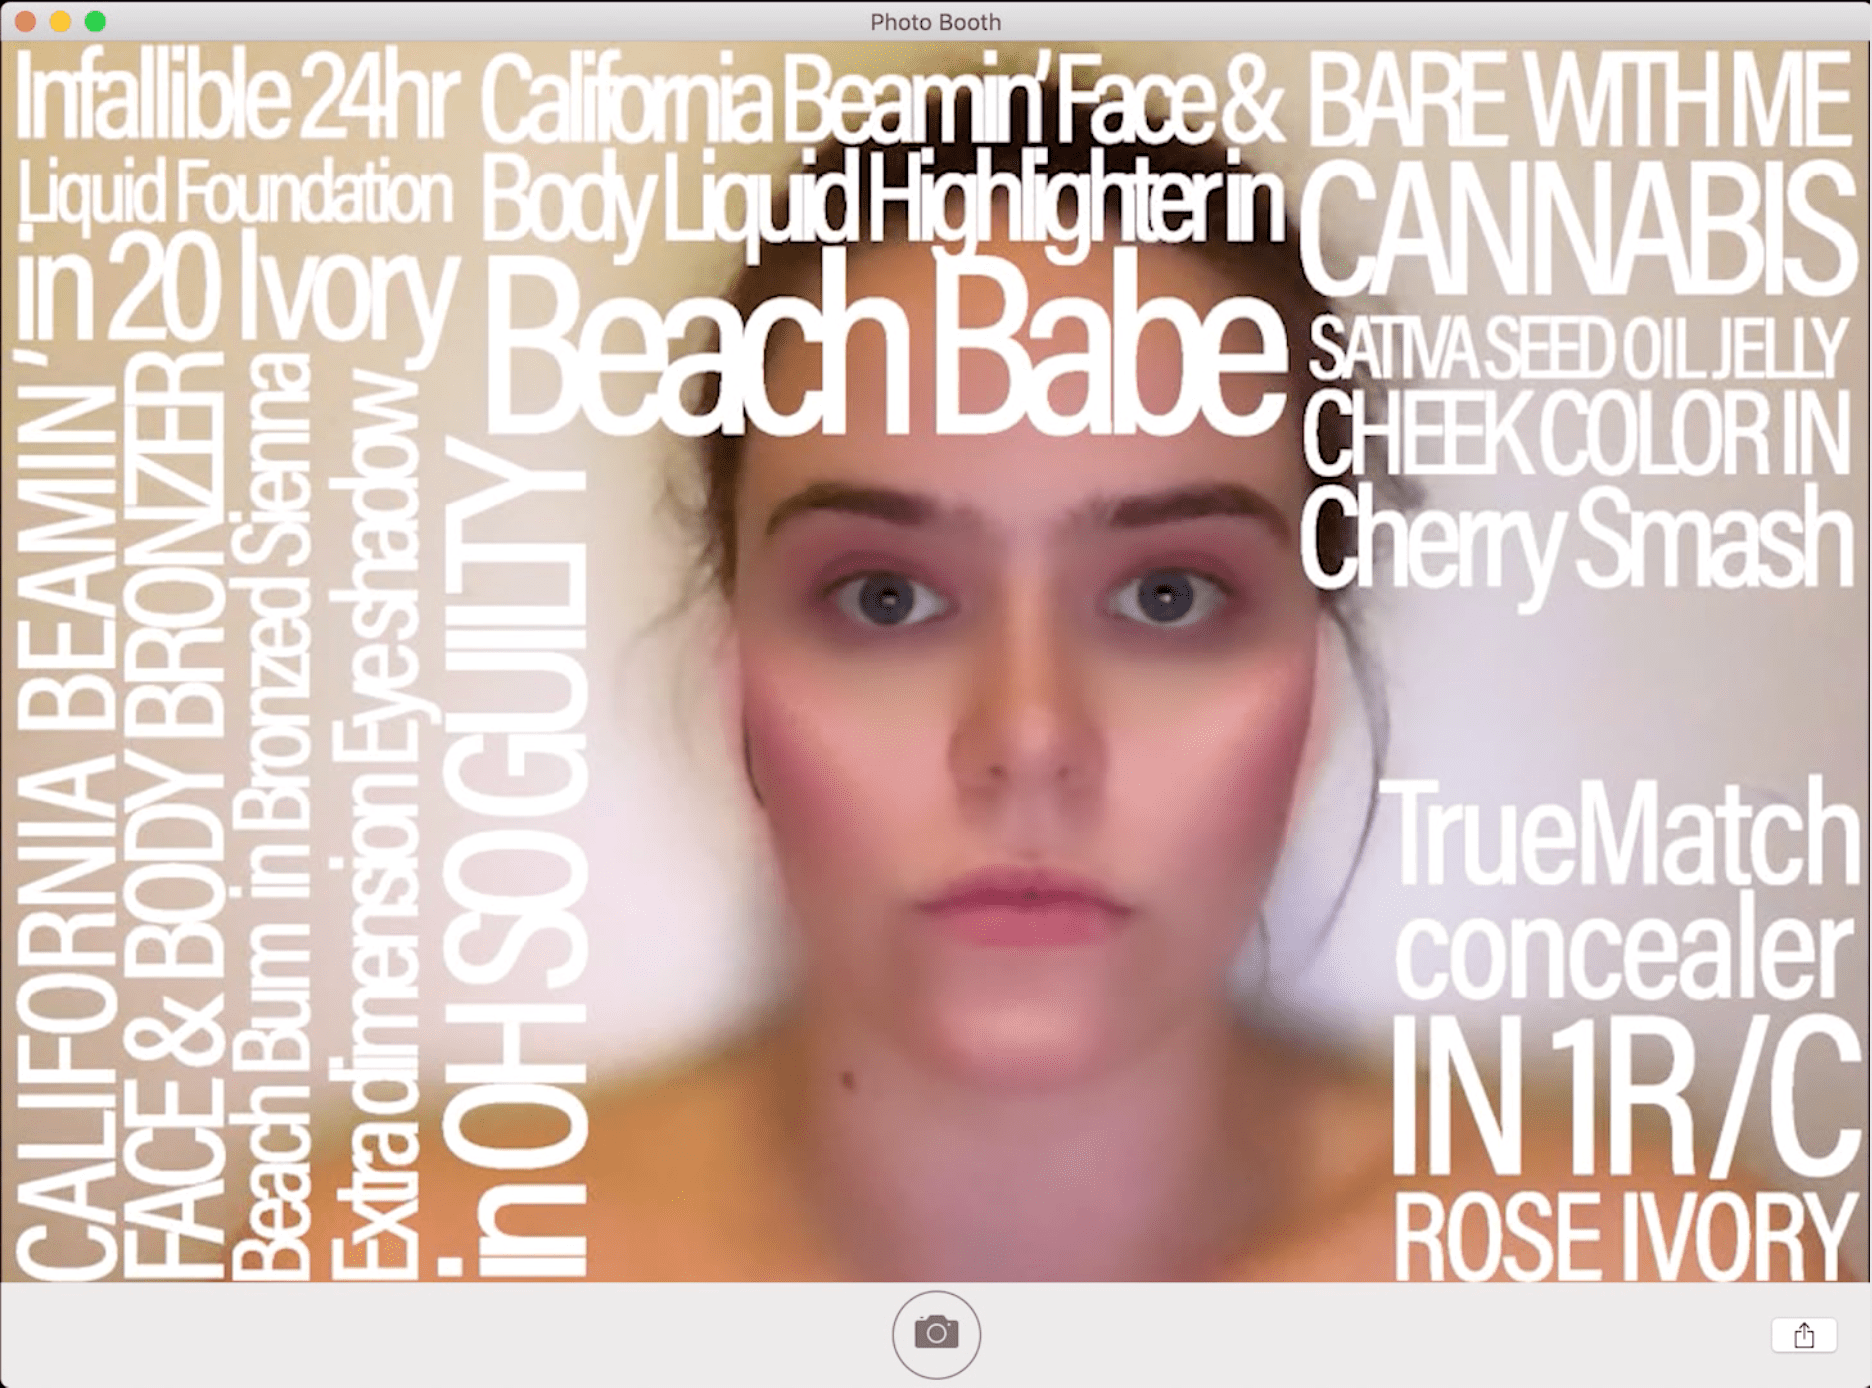 Photo Booth
Infallible 24hr
Liquid Foundation
in 20 Ivory
California Beamin' Face &
Body Liquid Highlighter in
Beach Babe
BARE WITH ME
CANNABIS
SATIVA SEED OIL JELLY
CHEEK COLOR IN
Cherry Smash
CALIFORNIA BEAMIN'
FACE & BODY BRONZER
Beach Bum in Bronzed Sienna
Extra dimension Eyeshadow
in OH SO GUILTY
TrueMatch
concealer
IN 1R/C
ROSE IVORY